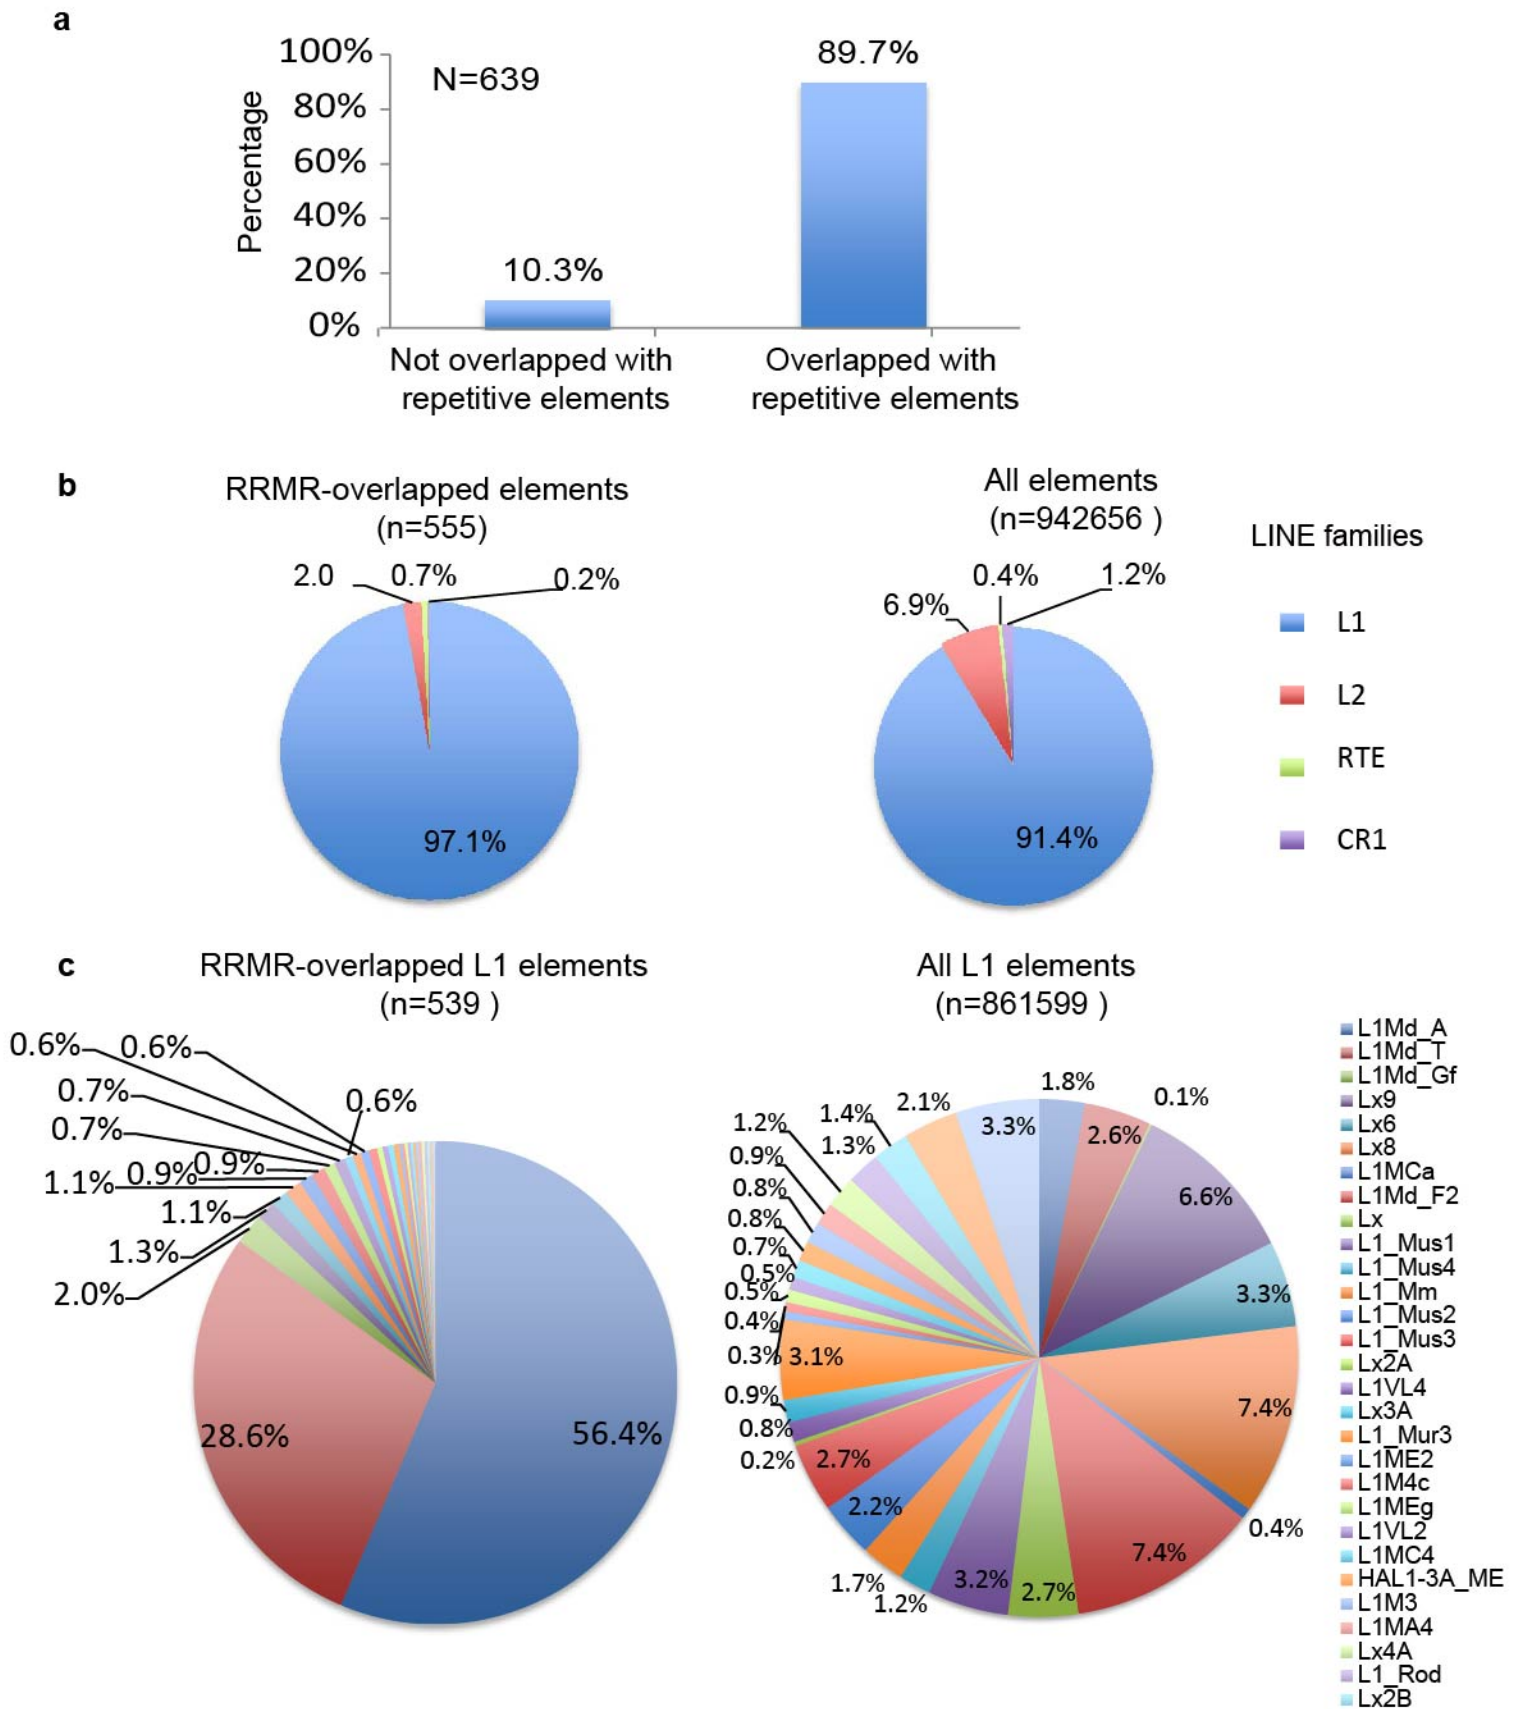 a
100%
80%
60%
40%
20%
0%
Percentage
N=639
10.3%
89.7%
Not overlapped with
repetitive elements
Overlapped with
repetitive elements
b
RRMR-overlapped elements
(n=555)
2.0
0.7%
0.2%
97.1%
All elements
(n=942656 )
6.9%
0.4%
1.2%
91.4%
LINE families
L1
L2
RTE
CR1
c
RRMR-overlapped L1 elements
(n=539 )
0.6%
0.6%
0.7%
0.6%
0.7%
0.9%
0.9%
1.1%
1.1%
1.3%
2.0%
28.6%
56.4%
All L1 elements
(n=861599 )
1.8%
2.6%
0.1%
6.6%
3.3%
7.4%
0.4%
7.4%
2.7%
3.2%
1.2%
1.7%
2.2%
2.7%
0.2%
0.8%
0.9%
3.1%
0.3%
0.4%
0.5%
0.5%
0.7%
0.8%
0.8%
0.9%
1.2%
1.3%
1.4%
2.1%
3.3%
L1Md_A
L1Md_T
L1Md_Gf
Lx9
Lx6
Lx8
L1MCa
L1Md_F2
Lx
L1_Mus1
L1_Mus4
L1_Mm
L1_Mus2
L1_Mus3
Lx2A
L1VL4
Lx3A
L1_Mur3
L1ME2
L1M4c
L1MEg
L1VL2
L1MC4
HAL1-3A_ME
L1M3
L1MA4
Lx4A
L1_Rod
Lx2B